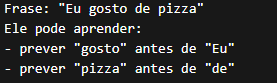 Frase: "Eu gosto de pizza"
Ele pode aprender:
- prever "gosto" antes de "Eu"
- prever "pizza" antes de "de"